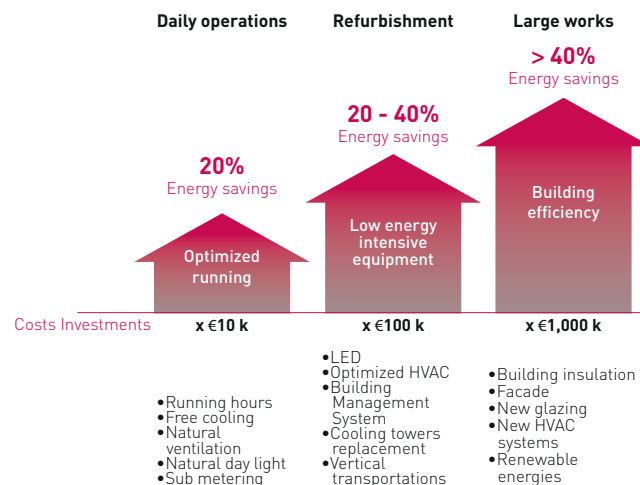 Daily operations
Refurbishment
Large works
20%
Energy savings
20 - 40%
Energy savings
> 40%
Energy savings
Optimized
running
Low energy
intensive
equipment
Building
efficiency
Costs Investments
x €10 k
x €100 k
x €1,000 k
•Running hours
•Free cooling
•Natural
ventilation
•Natural day light
•Sub metering
•LED
•Optimized HVAC
•Building
Management
System
•Cooling towers
replacement
•Vertical
transportations
•Building insulation
•Facade
•New glazing
•New HVAC
systems
•Renewable
energies